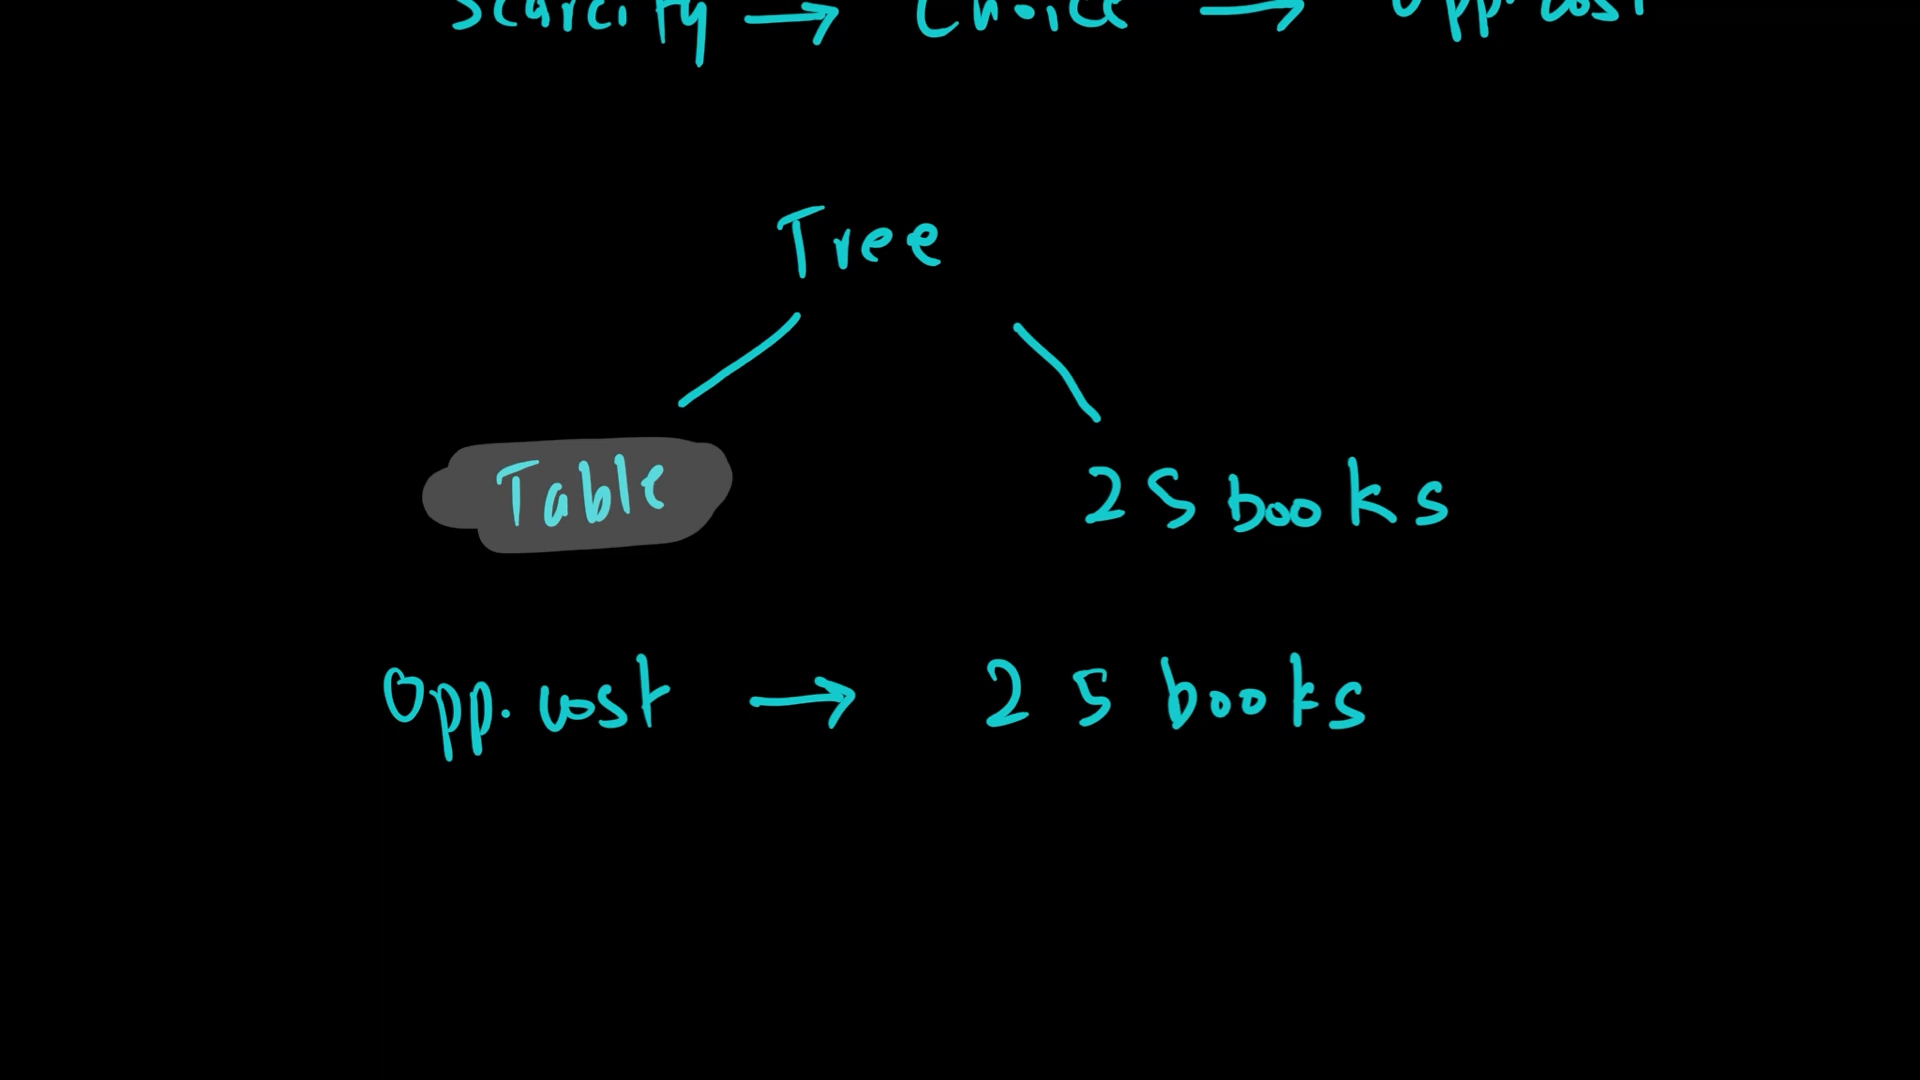 Scarcity → Choice → Opp. cost
Tree
Table 25 books
Opp. cost → 25 books